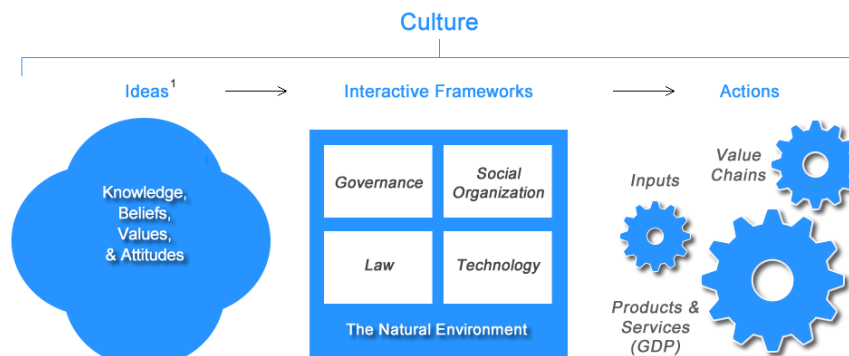 Culture
Ideas1
Interactive Frameworks
Actions
Knowledge,
Beliefs,
Values,
& Attitudes
Governance
Social
Organization
Law
Technology
The Natural Environment
Inputs
Value
Chains
Products &
Services
(GDP)